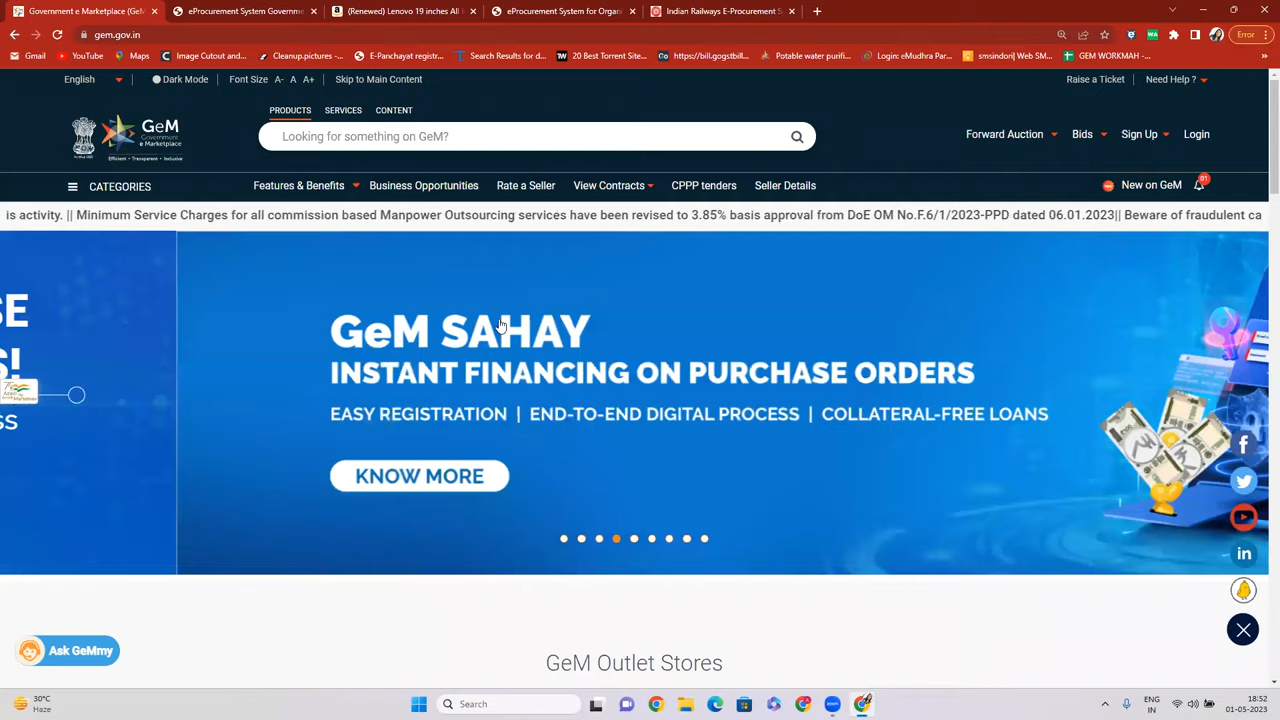 Government e Marketplace (GeM)
eProcurement System Governme
(Renewed) Lenovo 19 inches All
eProcurement System for Organi
Indian Railways E-Procurement S
gem.gov.in
Error
Gmail
YouTube
Maps
Image Cutout and...
Cleanup.pictures -...
E-Panchayat registr...
Search Results for d...
20 Best Torrent Site...
https://bill.gogstbill...
Potable water purifi...
Login: eMudhra Par...
smsindori| Web SM...
GEM WORKMAH -...
English
Dark Mode
Font Size A- A A+
Skip to Main Content
Raise a Ticket
Need Help ?
PRODUCTS SERVICES CONTENT
GeM
Government
e Marketplace
Efficient • Transparent • Inclusive
Looking for something on GeM?
Forward Auction
Bids
Sign Up
Login
CATEGORIES
Features & Benefits
Business Opportunities
Rate a Seller
View Contracts
CPPP tenders
Seller Details
New on GeM
01
is activity. || Minimum Service Charges for all commission based Manpower Outsourcing services have been revised to 3.85% basis approval from DoE OM No.F.6/1/2023-PPD dated 06.01.2023|| Beware of fraudulent ca
SE
S!
SS
GeM SAHAY
INSTANT FINANCING ON PURCHASE ORDERS
EASY REGISTRATION | END-TO-END DIGITAL PROCESS | COLLATERAL-FREE LOANS
KNOW MORE
Ask GeMmy
GeM Outlet Stores
30°C
Haze
Search
ENG
IN
18:52
01-05-2023